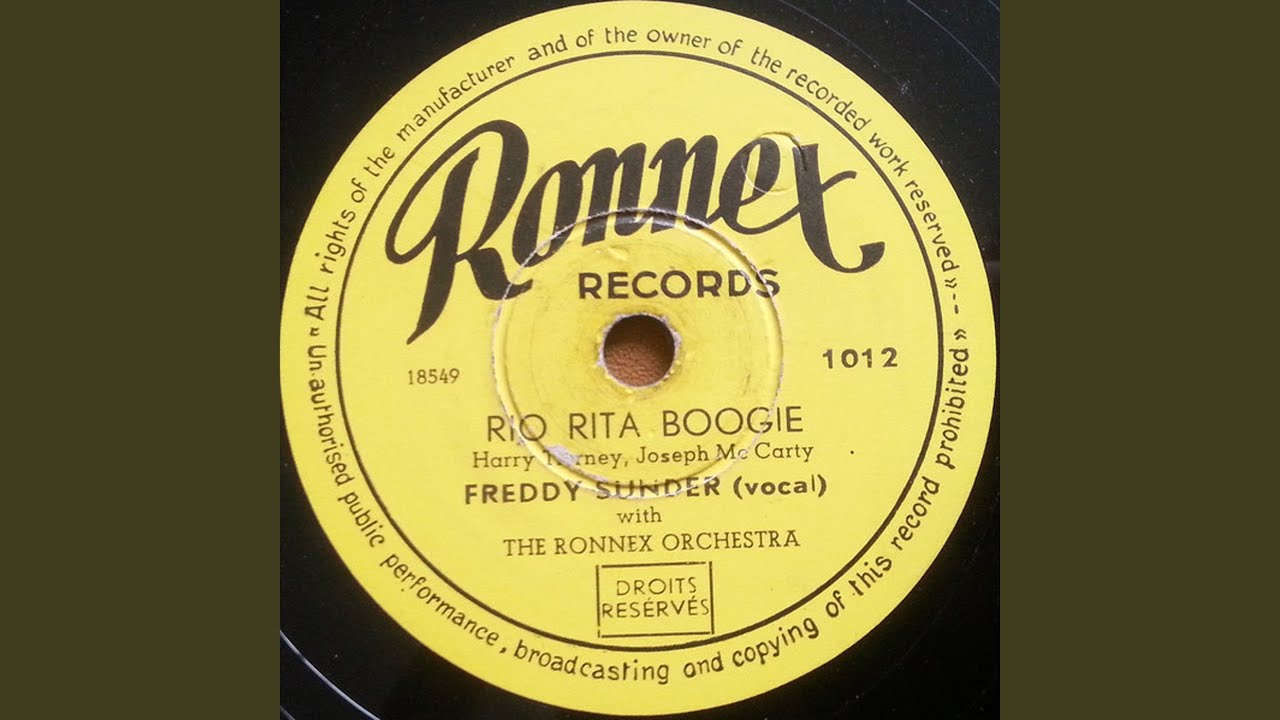 « All rights of the manufacturer and of the owner of the recorded work reserved » --
Ronnex
RECORDS
18549
1012
RIO RITA BOOGIE
Harry Tierney, Joseph Mc Carty
FREDDY SUNDER (vocal)
with
THE RONNEX ORCHESTRA
DROITS
RESÉRVÉS
Un-authorised public performance, broadcasting and copying of this record prohibited »